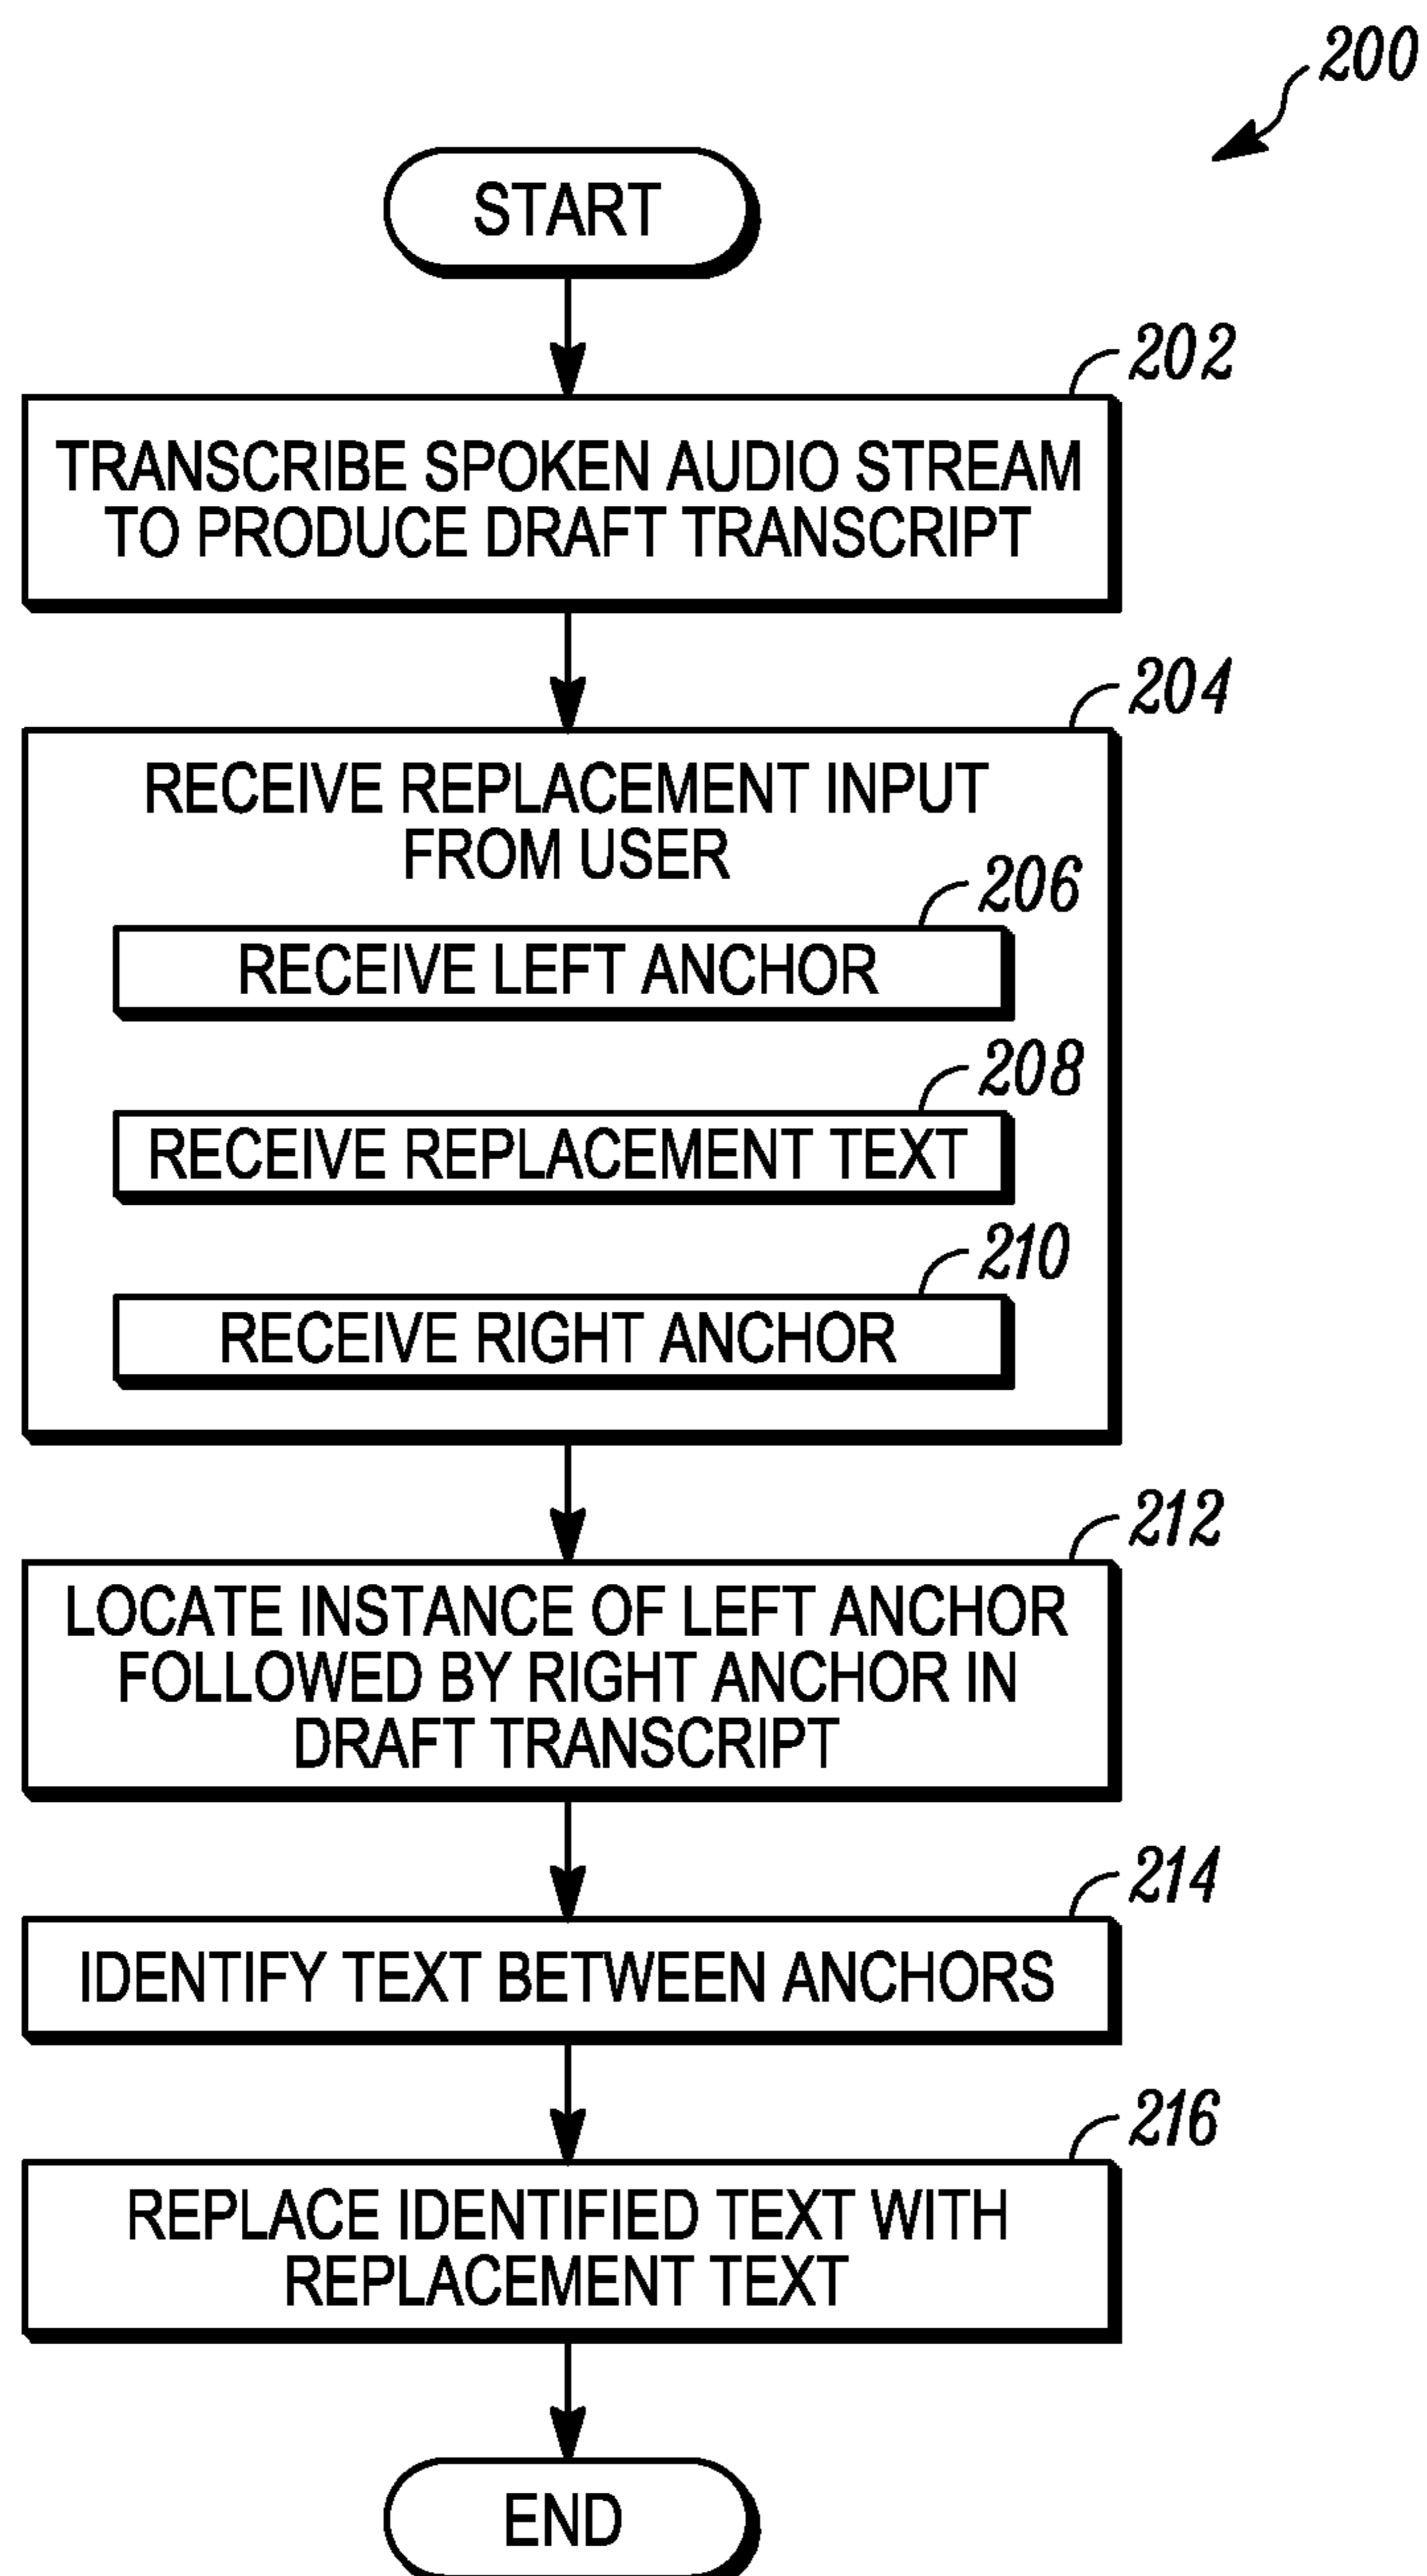 200
START
202
TRANSCRIBE SPOKEN AUDIO STREAM
TO PRODUCE DRAFT TRANSCRIPT
204
RECEIVE REPLACEMENT INPUT
FROM USER
206
RECEIVE LEFT ANCHOR
208
RECEIVE REPLACEMENT TEXT
210
RECEIVE RIGHT ANCHOR
212
LOCATE INSTANCE OF LEFT ANCHOR
FOLLOWED BY RIGHT ANCHOR IN
DRAFT TRANSCRIPT
214
IDENTIFY TEXT BETWEEN ANCHORS
216
REPLACE IDENTIFIED TEXT WITH
REPLACEMENT TEXT
END